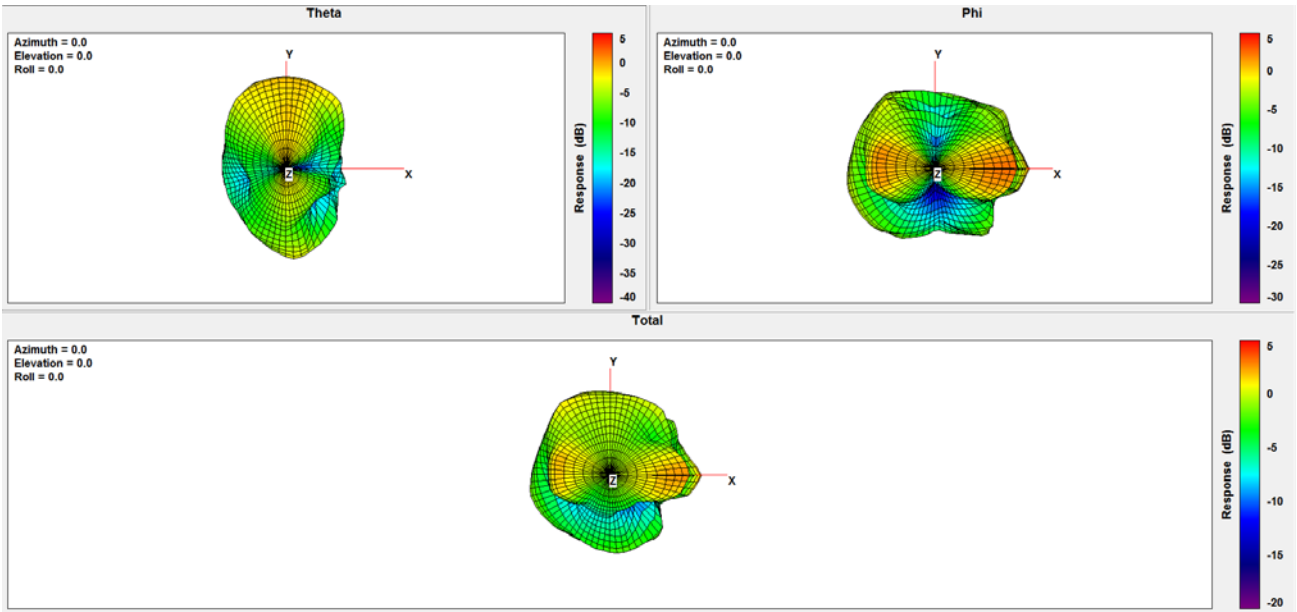 Theta
Azimuth = 0.0
Elevation = 0.0
Roll = 0.0
Y
Z
X
5
0
-5
-10
-15
-20
-25
-30
-35
-40
Response (dB)
Phi
Azimuth = 0.0
Elevation = 0.0
Roll = 0.0
Y
Z
X
5
0
-5
-10
-15
-20
-25
-30
Response (dB)
Total
Azimuth = 0.0
Elevation = 0.0
Roll = 0.0
Y
Z
X
5
0
-5
-10
-15
-20
Response (dB)